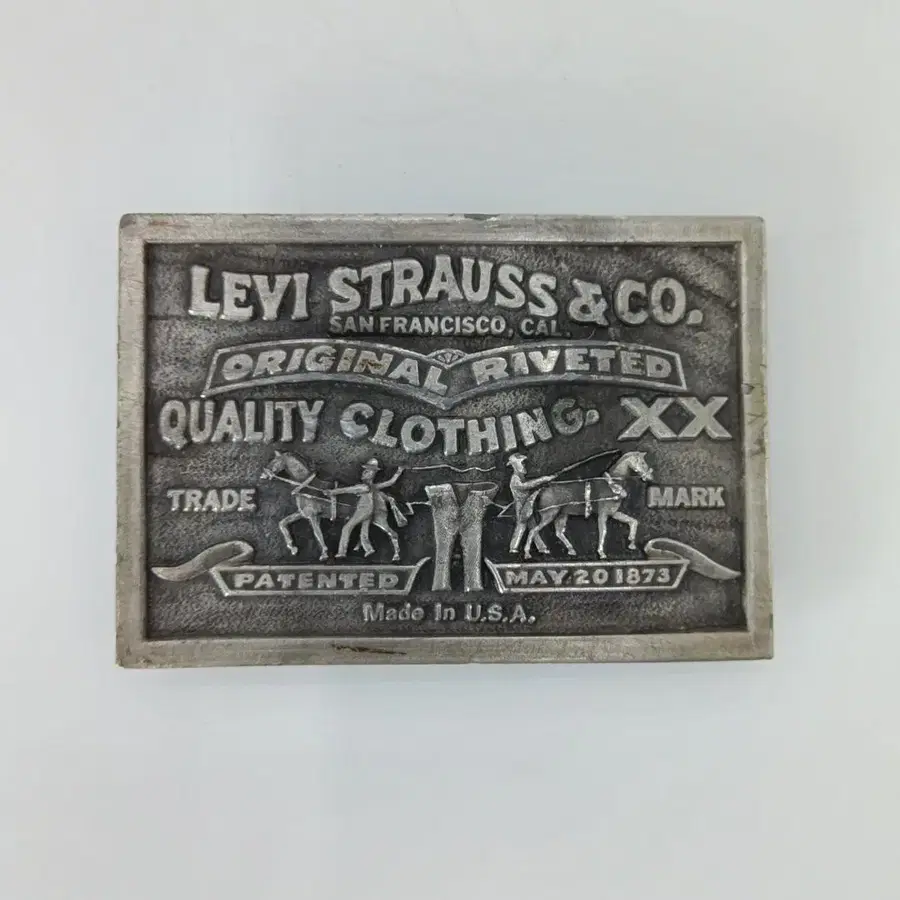 LEVI STRAUSS & CO.
SAN FRANCISCO, CAL.
ORIGINAL RIVETED
QUALITY CLOTHING. XX
TRADE MARK
PATENTED MAY 20 1873
Made In U.S.A.